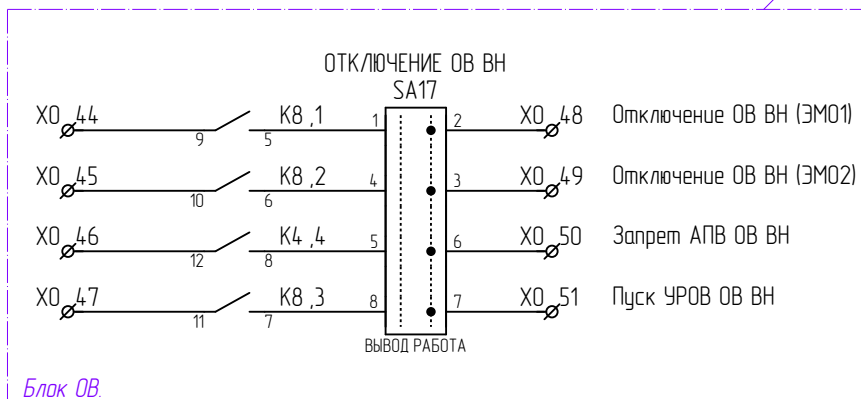 ОТКЛЮЧЕНИЕ ОВ ВН
SA17
X0 44 9 5 K8 ,1 1 2 X0 48 Отключение ОВ ВН (ЭМО1)
X0 45 10 6 K8 ,2 4 3 X0 49 Отключение ОВ ВН (ЭМО2)
X0 46 12 8 K4 ,4 5 6 X0 50 Запрет АПВ ОВ ВН
X0 47 11 7 K8 ,3 8 7 X0 51 Пуск УРОВ ОВ ВН
ВЫВОД РАБОТА
Блок ОВ.